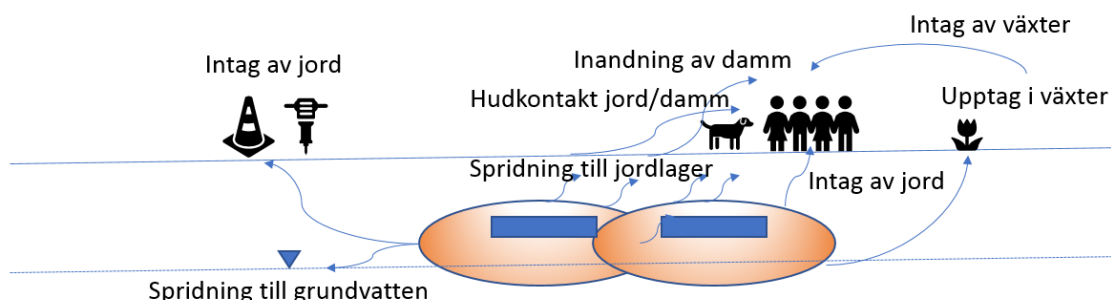 Intag av växter
Intag av jord
Inandning av damm
Hudkontakt jord/damm
Upptag i växter
Spridning till jordlager
Intag av jord
Spridning till grundvatten